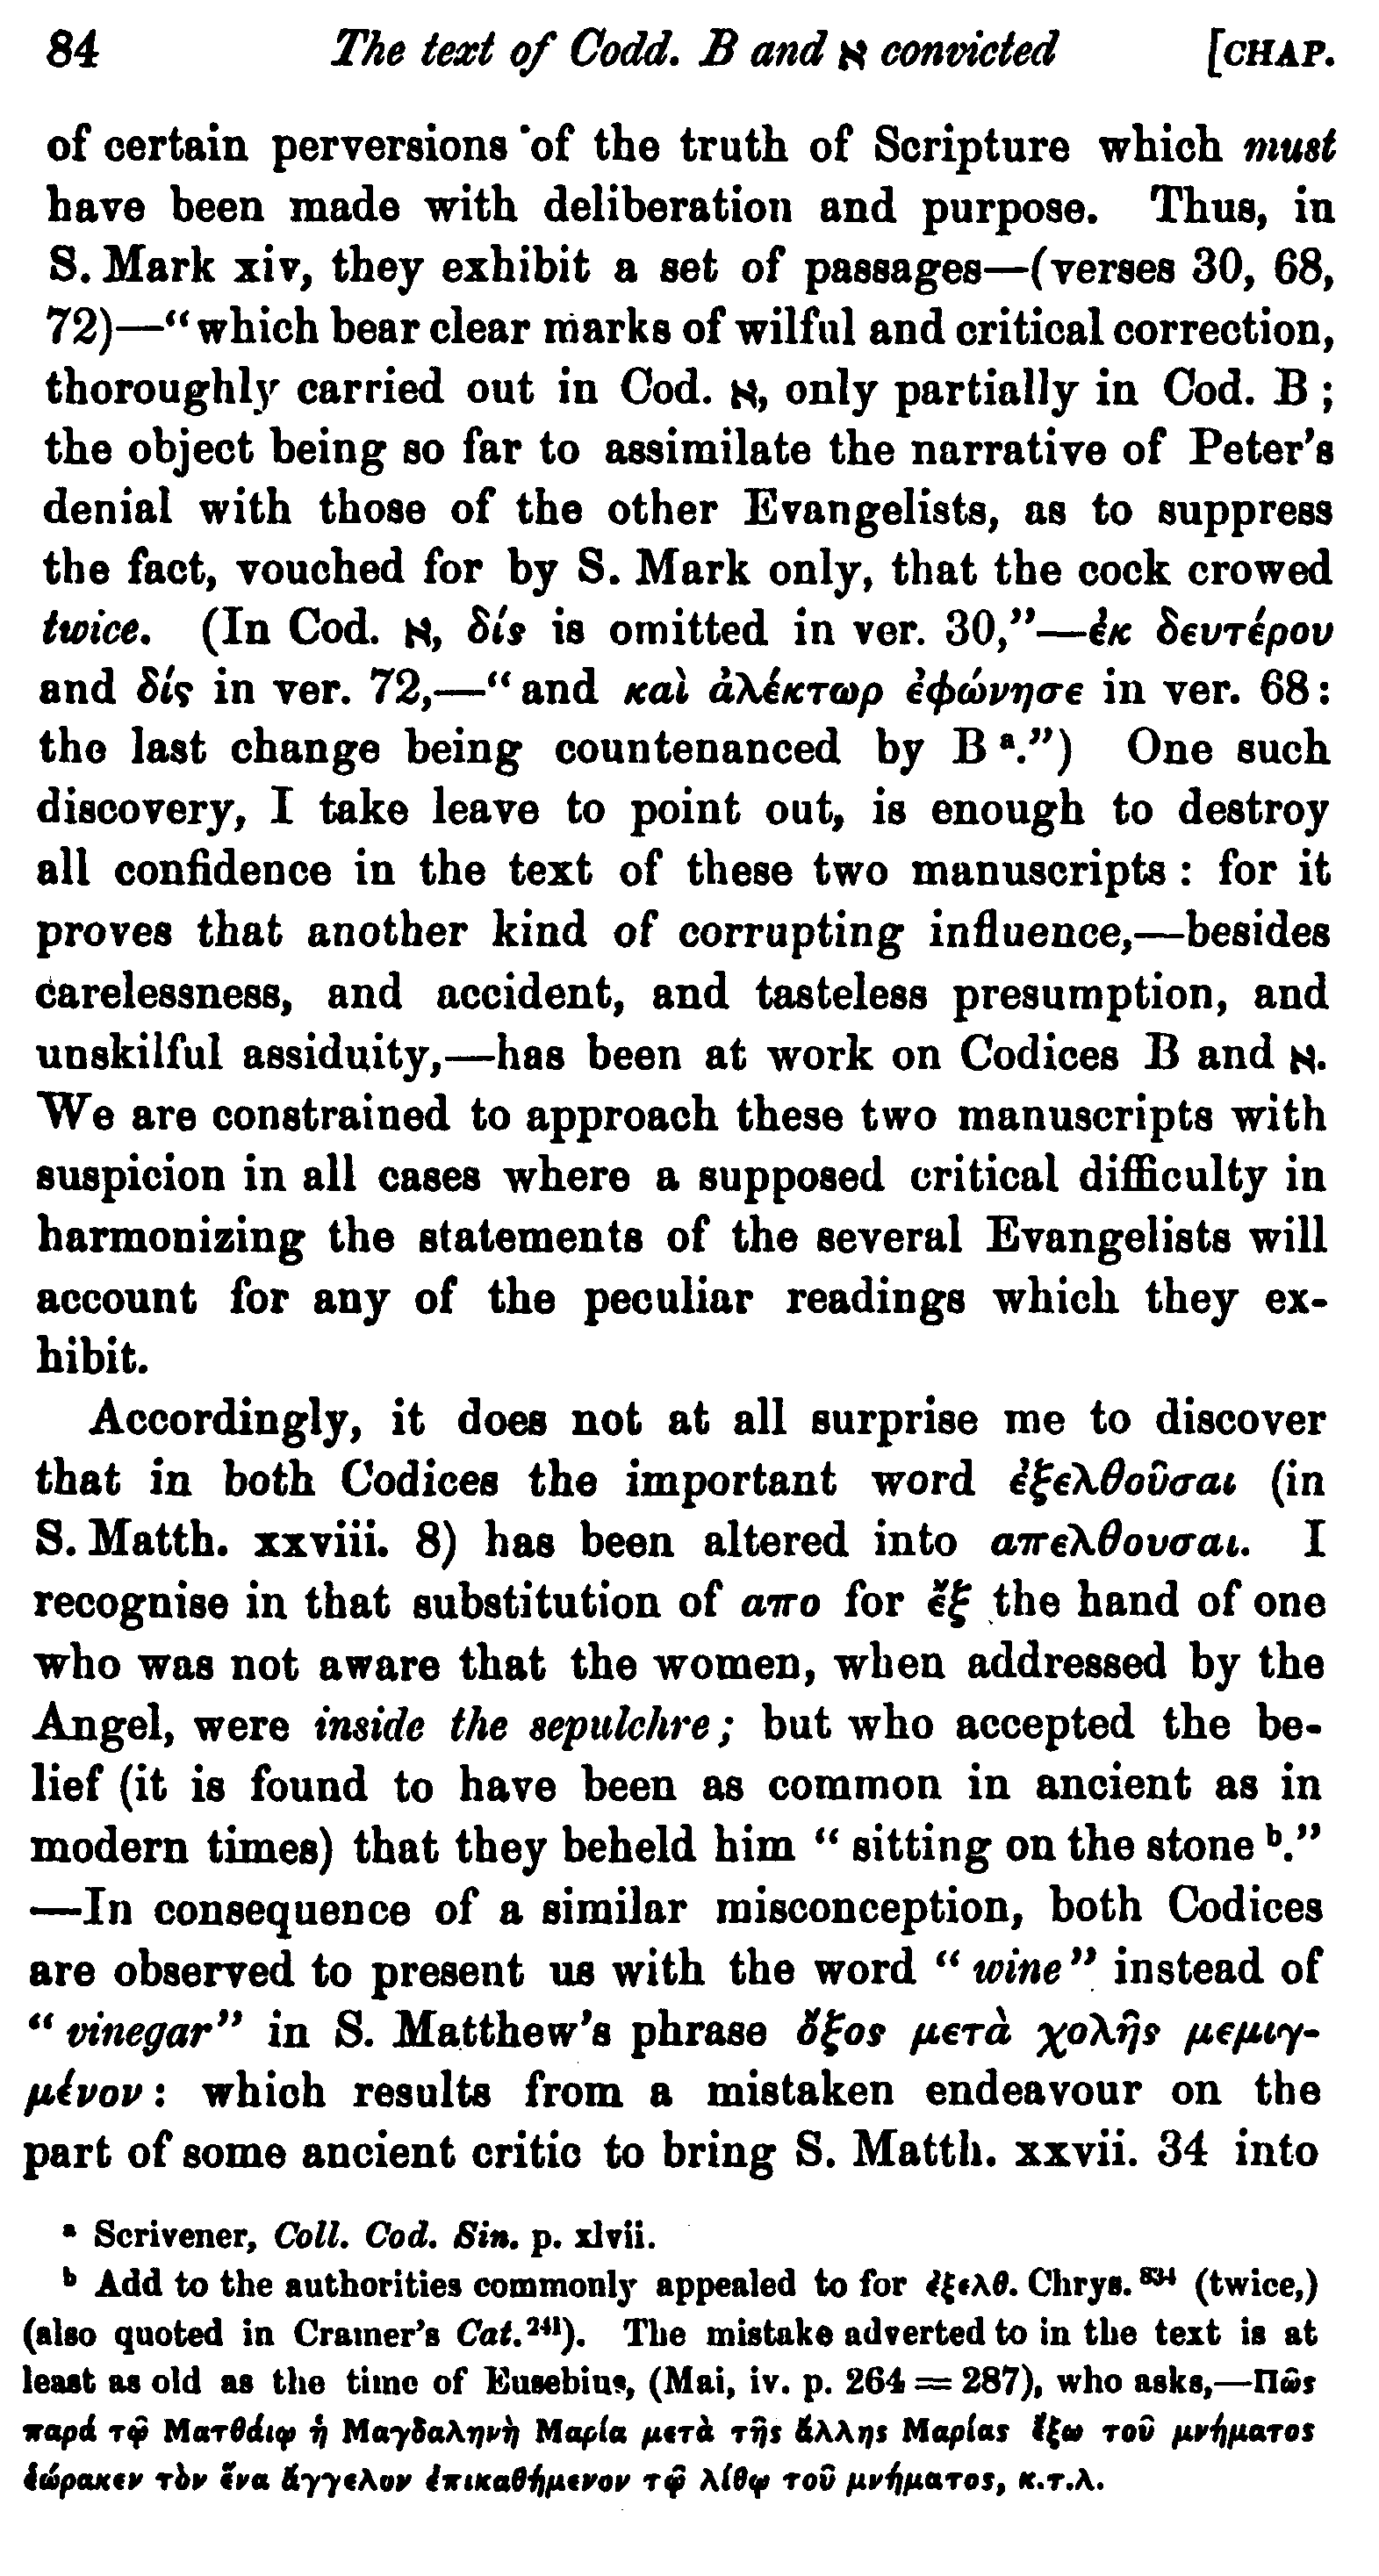 84 The text of Codd. B and א convicted [CHAP.
of certain perversions of the truth of Scripture which must
have been made with deliberation and purpose. Thus, in
S. Mark xiv, they exhibit a set of passages—(verses 30, 68,
72)—“which bear clear marks of wilful and critical correction,
thoroughly carried out in Cod. א, only partially in Cod. B;
the object being so far to assimilate the narrative of Peter’s
denial with those of the other Evangelists, as to suppress
the fact, vouched for by S. Mark only, that the cock crowed
twice. (In Cod. א, δίς is omitted in ver. 30,”—ἐκ δευτέρου
and δίς in ver. 72,—“and καὶ ἀλέκτωρ ἐφώνησε in ver. 68:
the last change being countenanced by B ª.”) One such
discovery, I take leave to point out, is enough to destroy
all confidence in the text of these two manuscripts: for it
proves that another kind of corrupting influence,—besides
carelessness, and accident, and tasteless presumption, and
unskilful assiduity,—has been at work on Codices B and א.
We are constrained to approach these two manuscripts with
suspicion in all cases where a supposed critical difficulty in
harmonizing the statements of the several Evangelists will
account for any of the peculiar readings which they ex-
hibit.
Accordingly, it does not at all surprise me to discover
that in both Codices the important word ἐξελθοῦσαι (in
S. Matth. xxviii. 8) has been altered into απελθουσαι. I
recognise in that substitution of απο for ἔξ the hand of one
who was not aware that the women, when addressed by the
Angel, were inside the sepulchre; but who accepted the be-
lief (it is found to have been as common in ancient as in
modern times) that they beheld him “sitting on the stone ᵇ.”
—In consequence of a similar misconception, both Codices
are observed to present us with the word “wine” instead of
“vinegar” in S. Matthew’s phrase ὄξος μετὰ χολῆς μεμιγ-
μένον: which results from a mistaken endeavour on the
part of some ancient critic to bring S. Matth. xxvii. 34 into
ª Scrivener, Coll. Cod. Sin. p. xlvii.
ᵇ Add to the authorities commonly appealed to for ἐξελθ. Chrys.⁸³⁴ (twice,)
(also quoted in Cramer’s Cat.²⁴¹). The mistake adverted to in the text is at
least as old as the time of Eusebius, (Mai, iv. p. 264 = 287), who asks,—Πῶς
παρὰ τῷ Ματθάιῳ ἡ Μαγδαληνὴ Μαρία μετὰ τῆς ἄλλης Μαρίας ἔξω τοῦ μνήματος
ἑώρακεν τὸν ἕνα ἄγγελον ἐπικαθήμενον τῷ λίθῳ τοῦ μνήματος, κ.τ.λ.